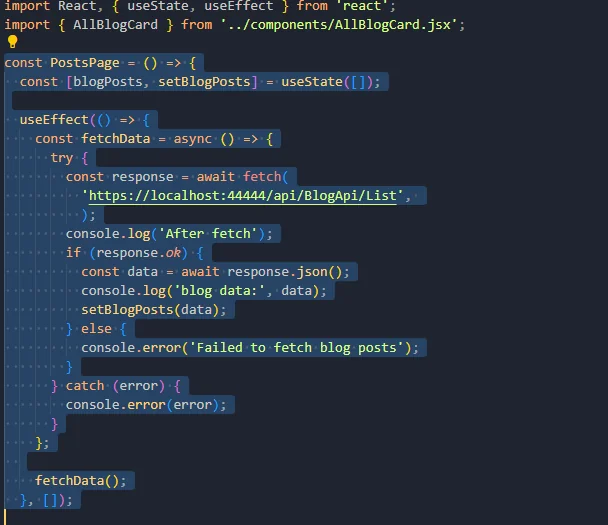 import React, { useState, useEffect } from 'react';
import { AllBlogCard } from '../components/AllBlogCard.jsx';
const PostsPage = () => {
  const [blogPosts, setBlogPosts] = useState([]);
  useEffect(() => {
    const fetchData = async () => {
      try {
        const response = await fetch(
          'https://localhost:44444/api/BlogApi/List',
          );
        console.log('After fetch');
        if (response.ok) {
          const data = await response.json();
          console.log('blog data:', data);
          setBlogPosts(data);
        } else {
          console.error('Failed to fetch blog posts');
        }
      } catch (error) {
        console.error(error);
      }
    };
    fetchData();
  }, []);